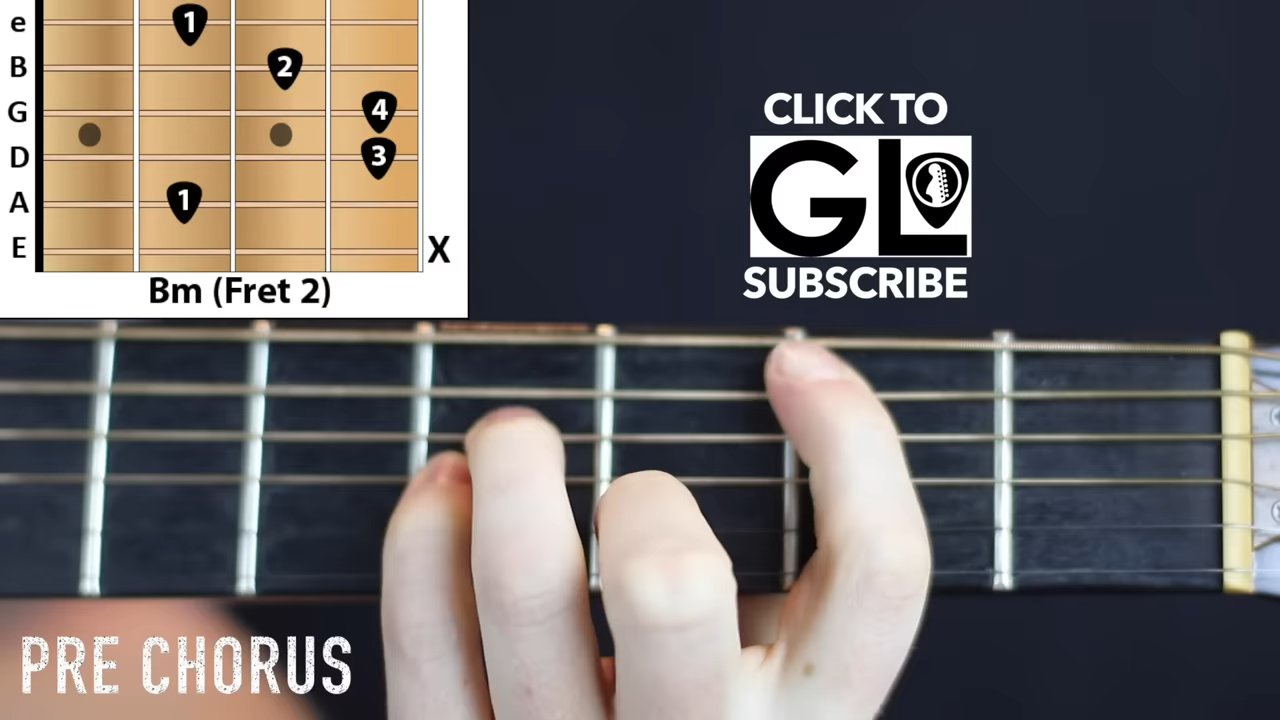 e
1
B
2
G
4
D
3
A
1
E
X
Bm (Fret 2)
CLICK TO
GL
SUBSCRIBE
PRE CHORUS